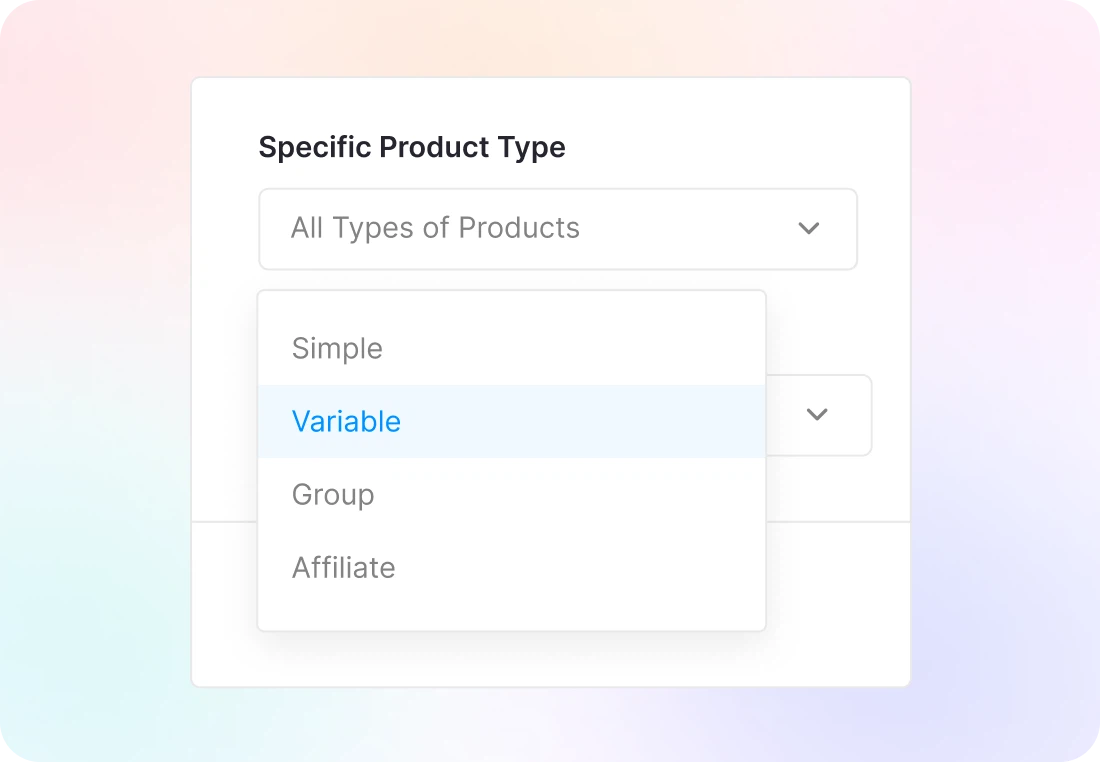 Specific Product Type
All Types of Products
Simple
Variable
Group
Affiliate